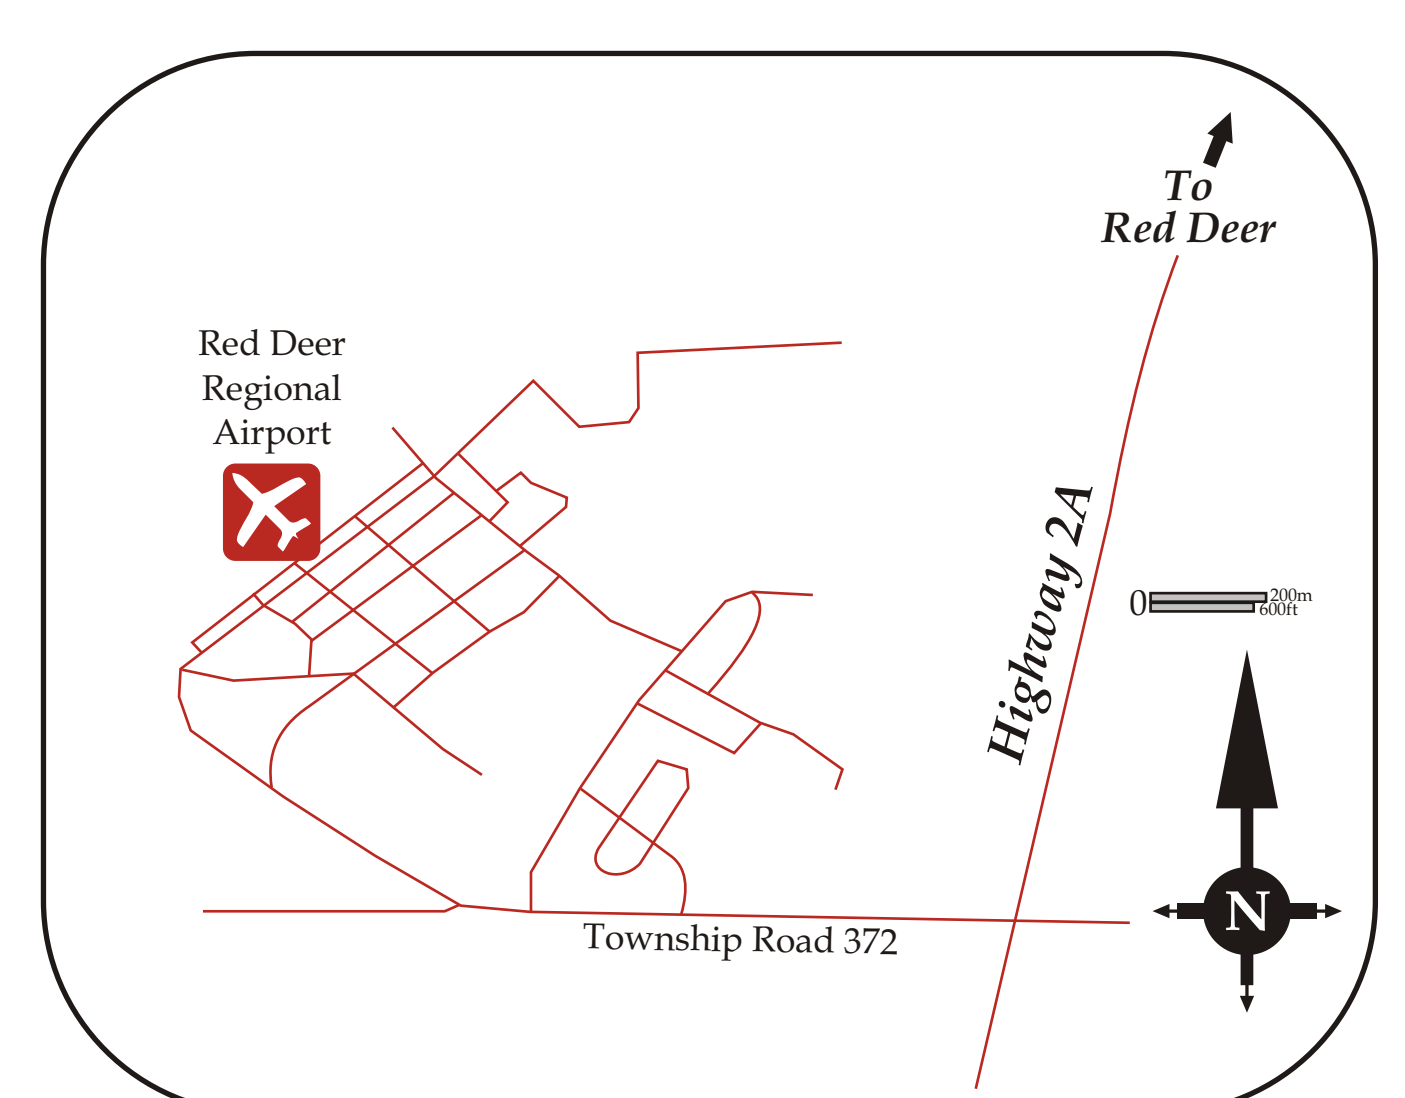 To
Red Deer
Red Deer
Regional
Airport
Highway 2A
0
200m
600ft
N
Township Road 372